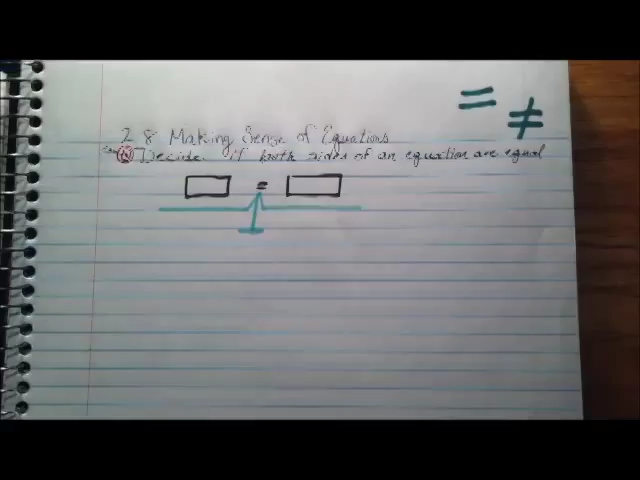 =
≠
2 8 Making Sense of Equations
Decide if both sides of an equation are equal
=